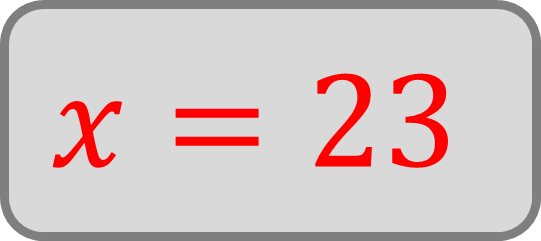 x = 23